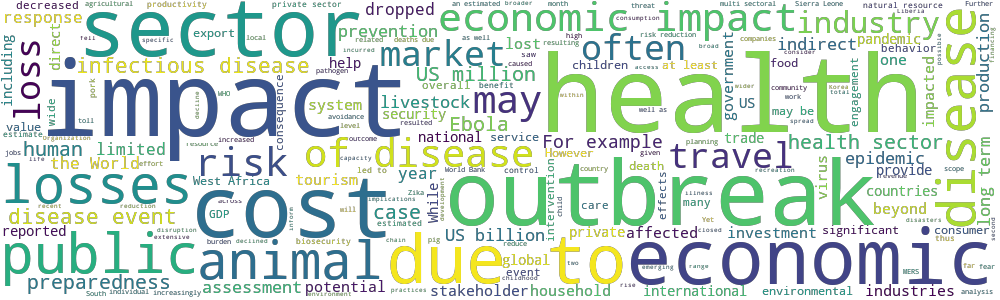 decreased
agricultural
productivity
private sector
dropped
an estimated
broader
month
threat
multi sectoral
Sierra Leone
natural resource
Further
response
sector
economic impact
industry
prevention
export
local
specific
fell
related
deaths due
as well
high
resulting
consumption
risk reduction
broad
companies
consider
Liberia
pandemic
behavior
including
loss
direct
infectious disease
market
lost
saw
caused
often
indirect
government
food
one
impacted
production
possible
financing
disease
wide
pork
WHO
decline
impact
pathogen
consequence
help
US million
children
access
at least
health
US
wider
community
work
may be
spread
Korea
total
engagement
system
livestock
overall
benefit
may
within
well as
value
toll
estimate
Organization
resource
increased
avoidance
level
security
resulted
Ebola
national
service
For example
planning
trade
health sector
human
limited
jobs
life
the World
effort
risk
of disease
outcome
capacity
However
given
travel
epidemic
provide
revenue
scope
long term
losses
recent
reduction
West Africa
across
tourism
led to
year
World Bank
control
country
death
recreation
virus
countries
disease event
GDP
cost
will
inform
implications
Zika
case
While
development
outbreak
child
care
intervention
effects
illness
many
Yet
closed
beyond
disasters
reported
disruption
extensive
burden
declined
biosecurity
estimated
chain
pig
US billion
reduce
private
affected
investment
significant
thus
consumer
public
animal
due to
global
event
economic
far
fear
preparedness
assessment
potential
environment
practices
stakeholder
childhood
household
rise
emerging
range
international
environmental
MERS
industries
analysis
South
individual
increasingly